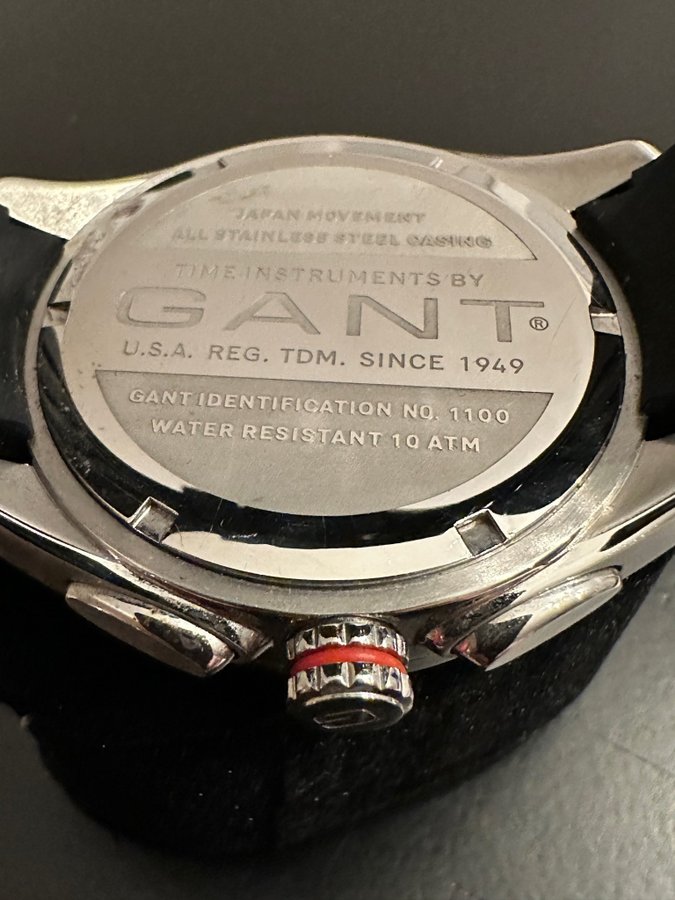 JAPAN MOVEMENT
ALL STAINLESS STEEL CASING
TIME INSTRUMENTS BY
GANT®
U.S.A. REG. TDM. SINCE 1949
GANT IDENTIFICATION NO. 1100
WATER RESISTANT 10 ATM